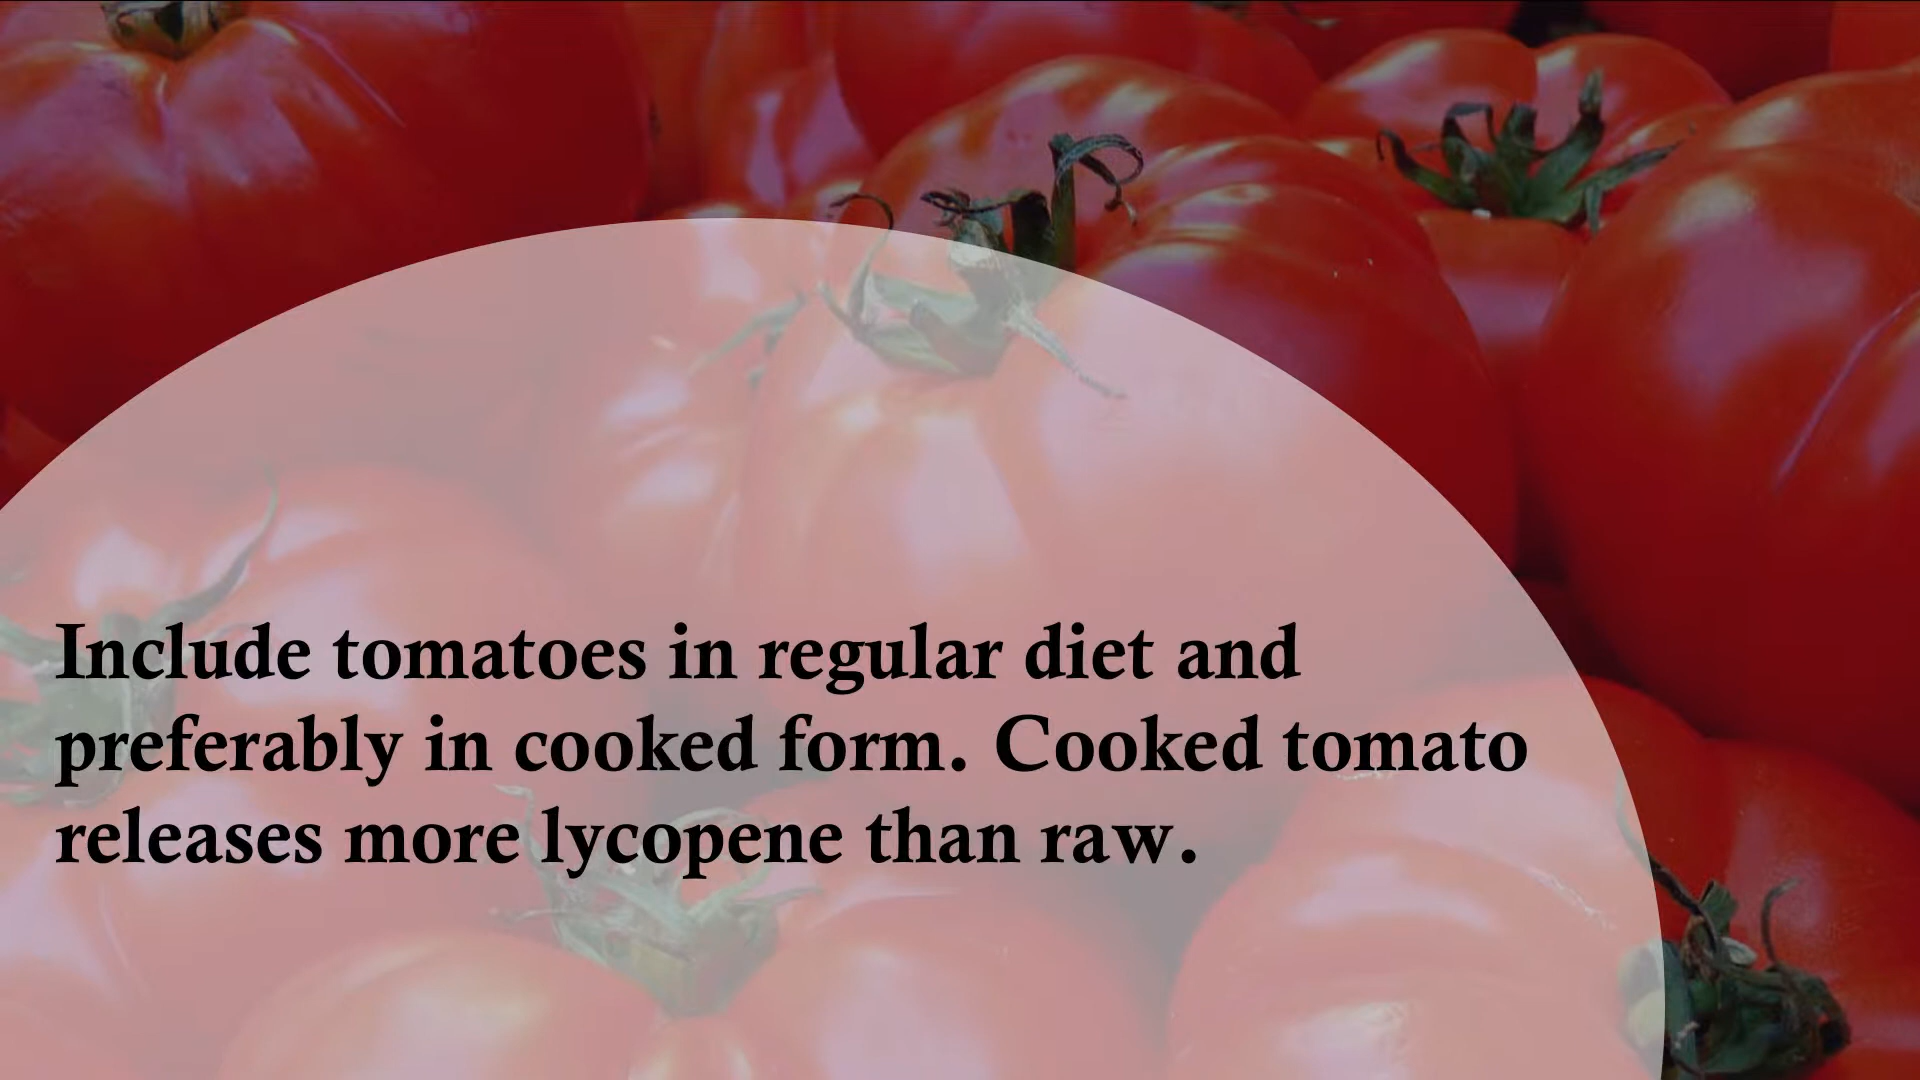 Include tomatoes in regular diet and
preferably in cooked form. Cooked tomato
releases more lycopene than raw.